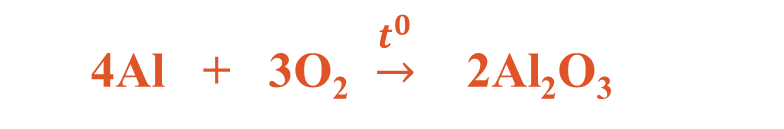 t⁰
4Al + 3O₂ → 2Al₂O₃